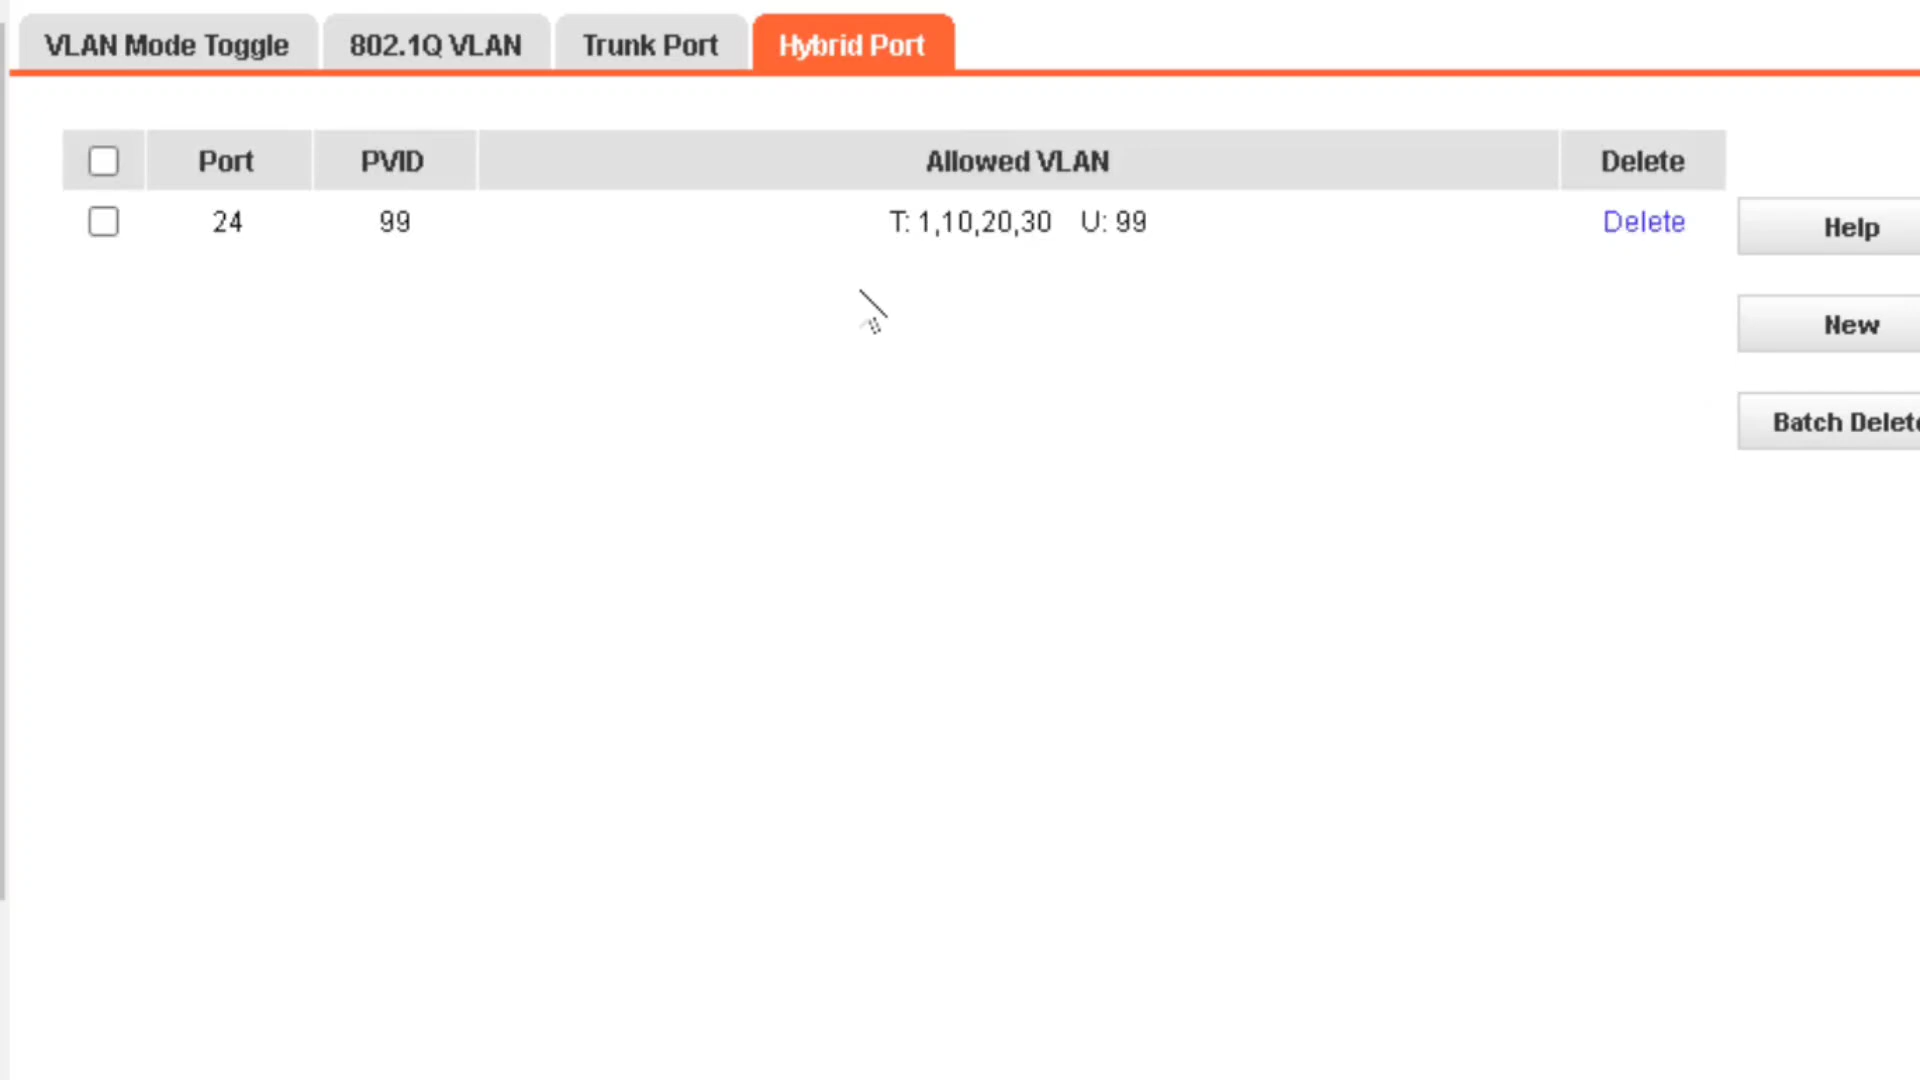 VLAN Mode Toggle 802.1Q VLAN Trunk Port Hybrid Port
Port PVID Allowed VLAN Delete
24 99 T: 1,10,20,30 U: 99 Delete
Help
New
Batch Delete